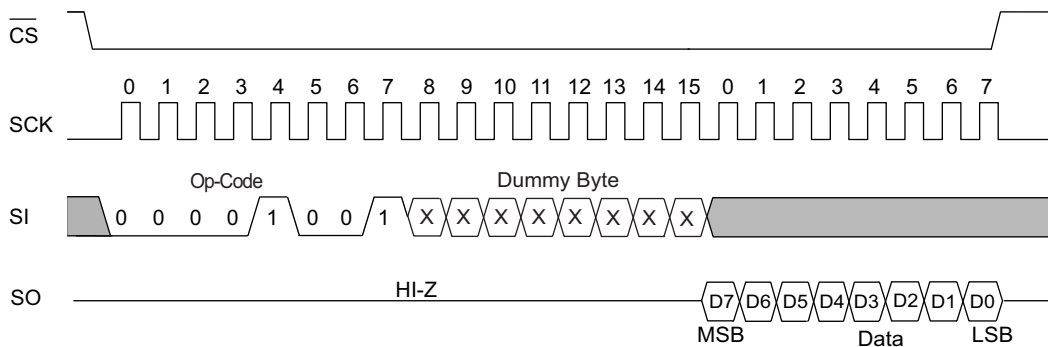 CS
0 1 2 3 4 5 6 7 8 9 10 11 12 13 14 15 0 1 2 3 4 5 6 7
SCK
Op-Code Dummy Byte
SI 0 0 0 0 1 0 0 1 X X X X X X X X
HI-Z
SO D7 D6 D5 D4 D3 D2 D1 D0
MSB Data LSB